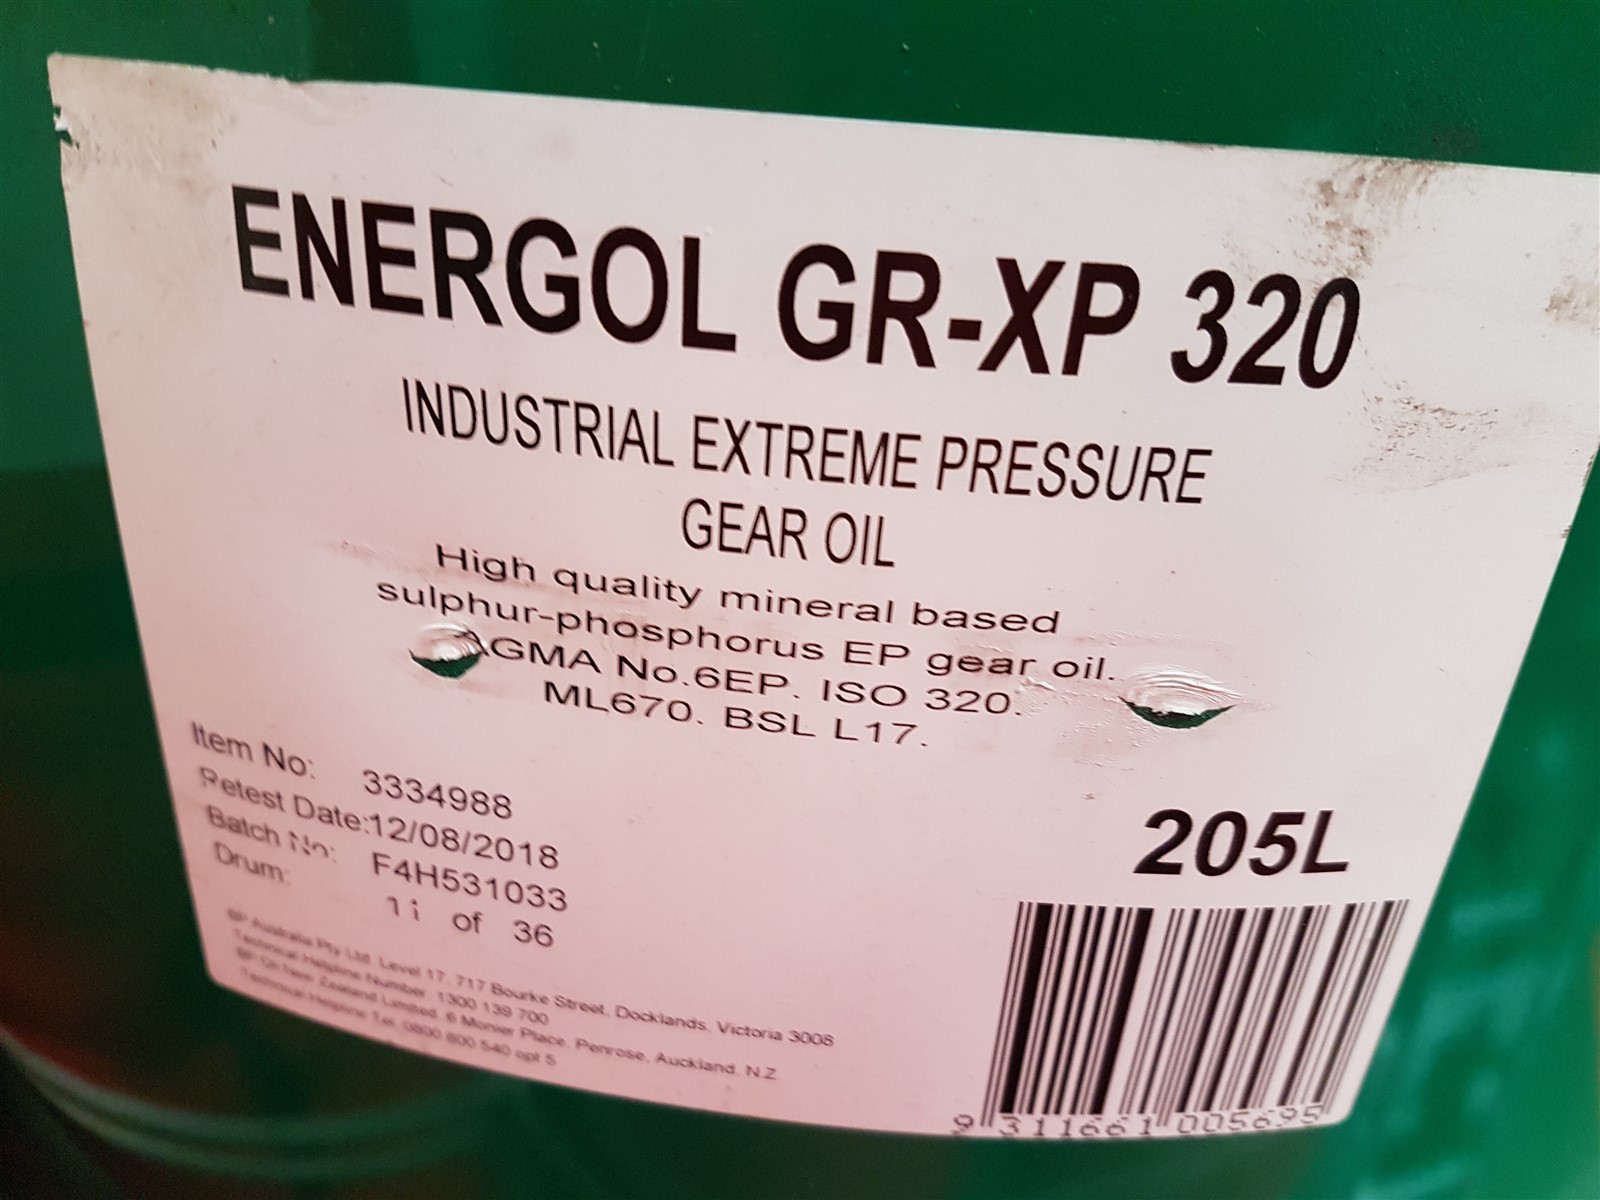 ENERGOL GR-XP 320
INDUSTRIAL EXTREME PRESSURE
GEAR OIL
High quality mineral based
sulphur-phosphorus EP gear oil.
AGMA No.6EP. ISO 320.
ML670. BSL L17.
Item No: 3334988
Retest Date:12/08/2018
Batch No: F4H531033
Drum: of 36
205L
BP Australia Pty Ltd. Level 17, 717 Bourke Street, Docklands, Victoria 3008
Technical Helpline Number: 1300 139 700
BP Oil New Zealand Limited. 6 Monier Place, Penrose, Auckland. N.Z
Technical Helpline Tel. 0800 800 540 opt 5
9 311661 005695